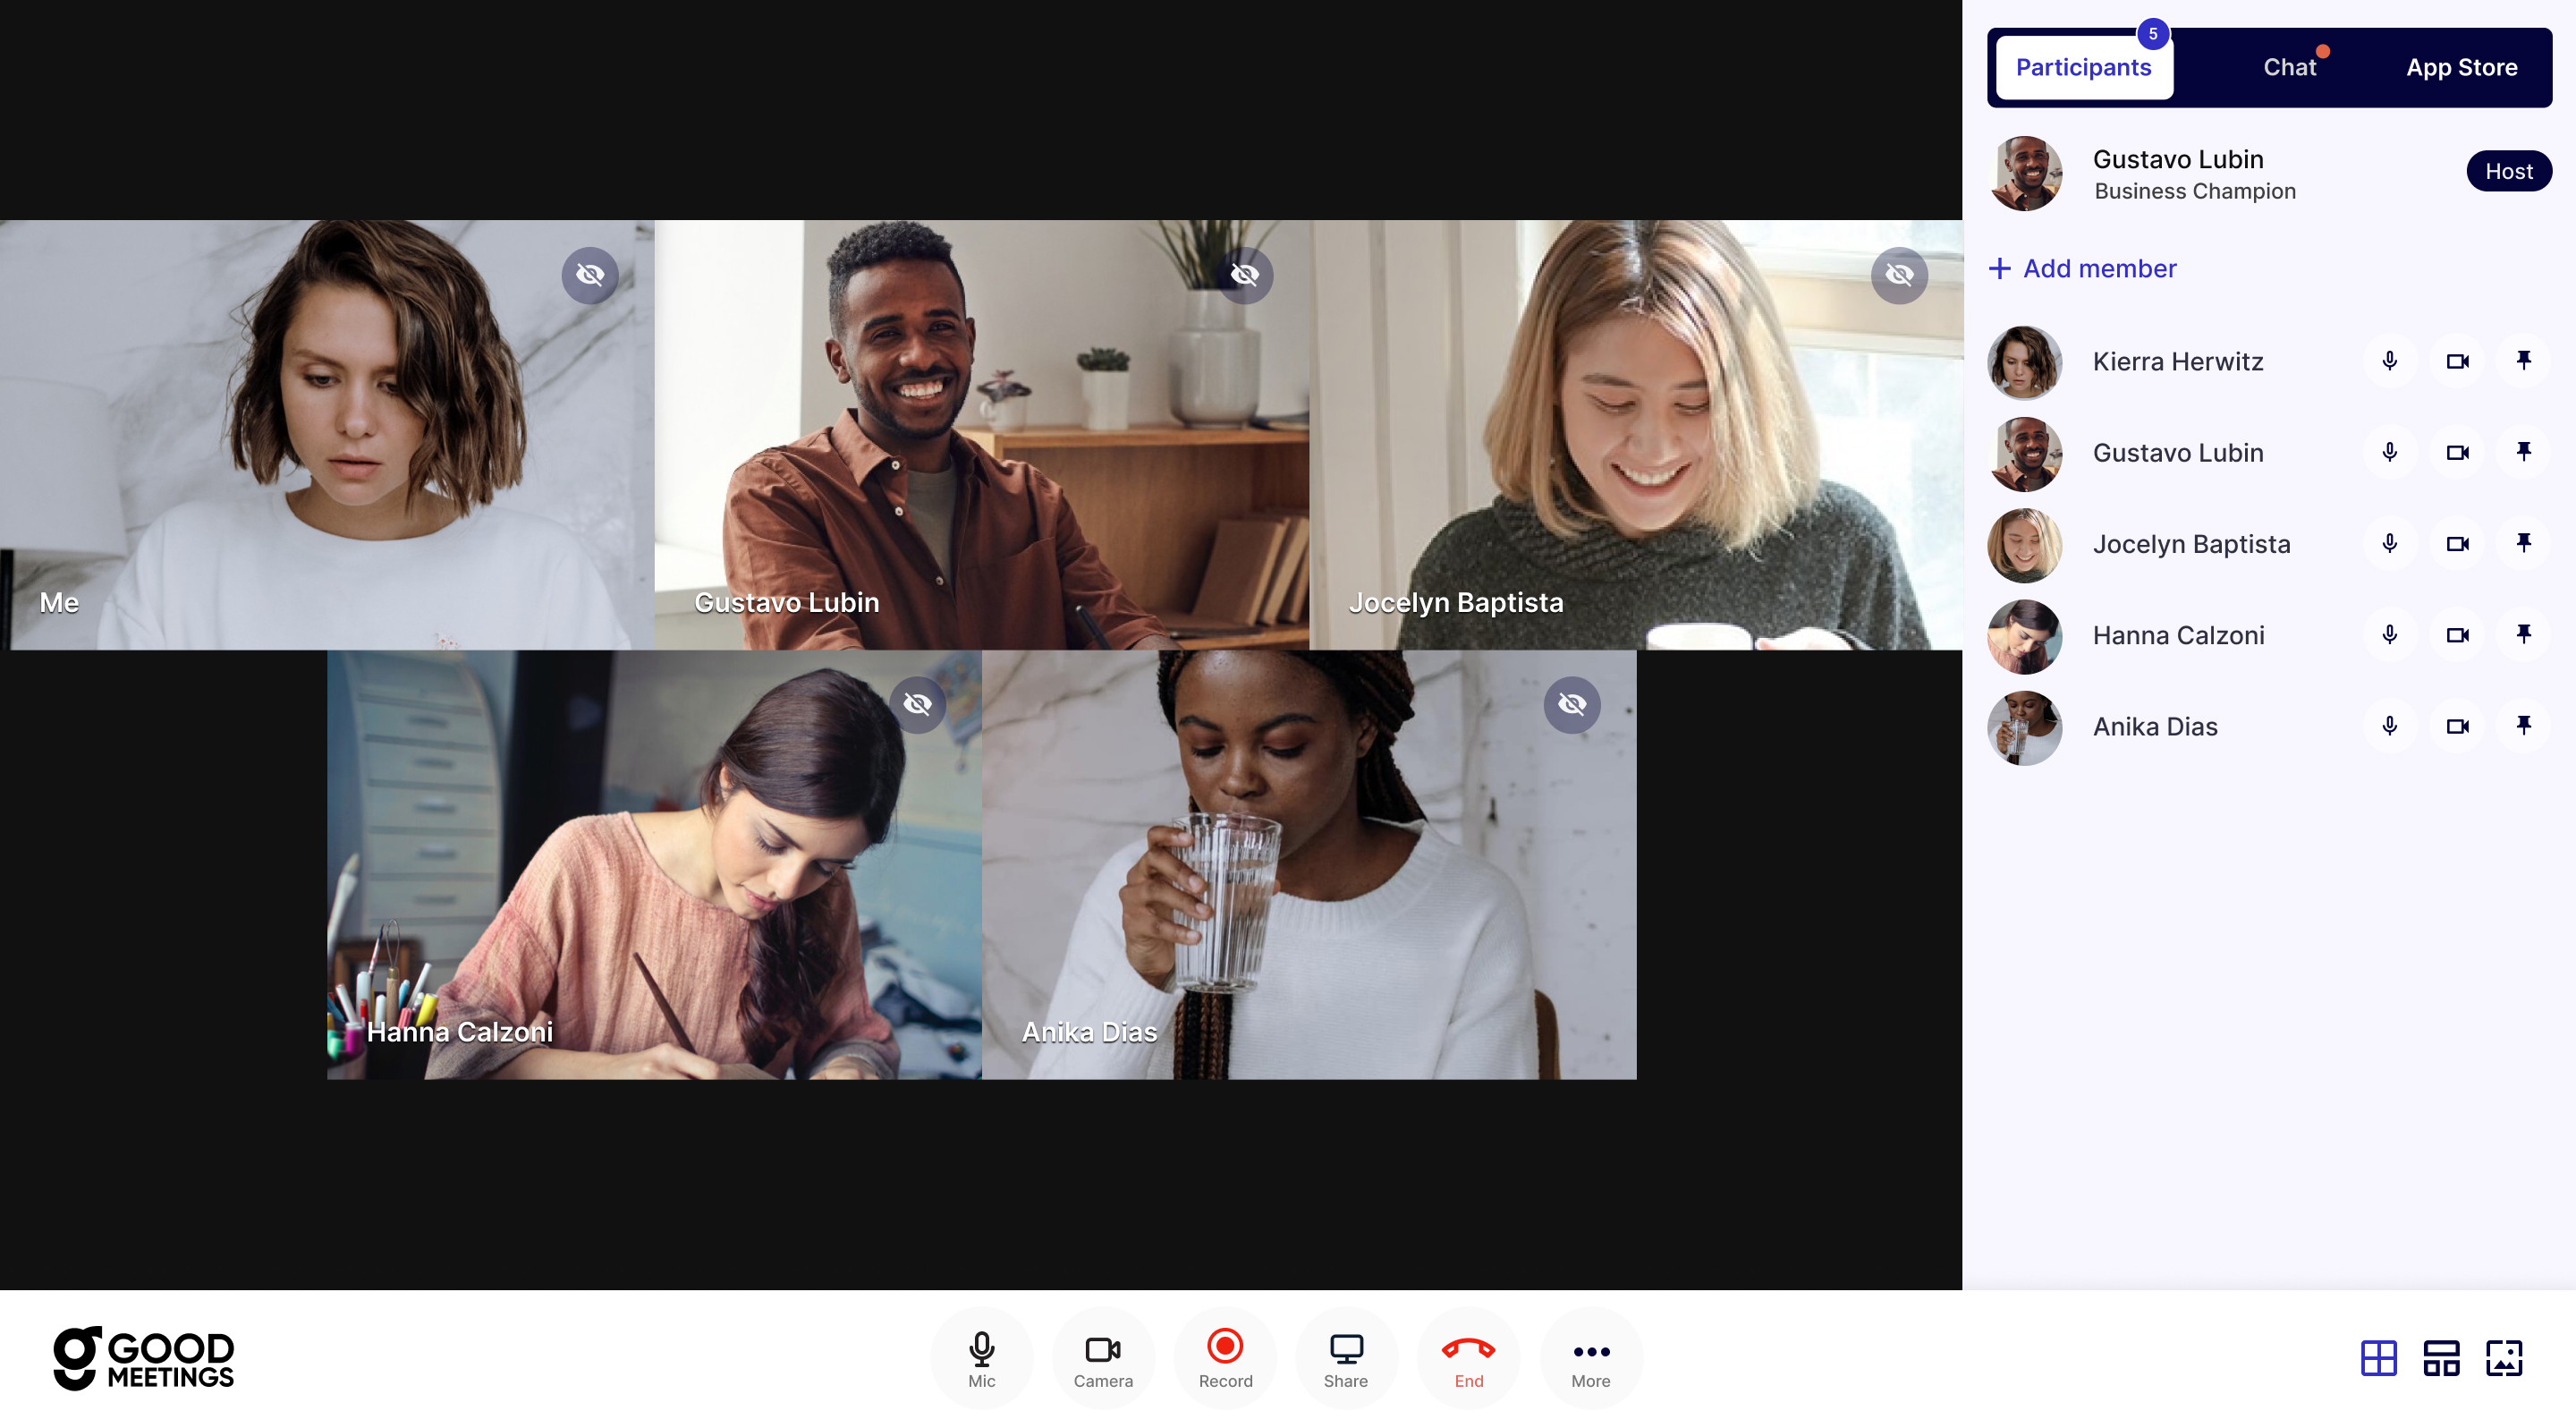 Participants
5
Chat
App Store
Gustavo Lubin
Business Champion
Host
+ Add member
Kierra Herwitz
Gustavo Lubin
Jocelyn Baptista
Hanna Calzoni
Anika Dias
Me
Gustavo Lubin
Jocelyn Baptista
Hanna Calzoni
Anika Dias
GOOD
MEETINGS
Mic
Camera
Record
Share
End
More